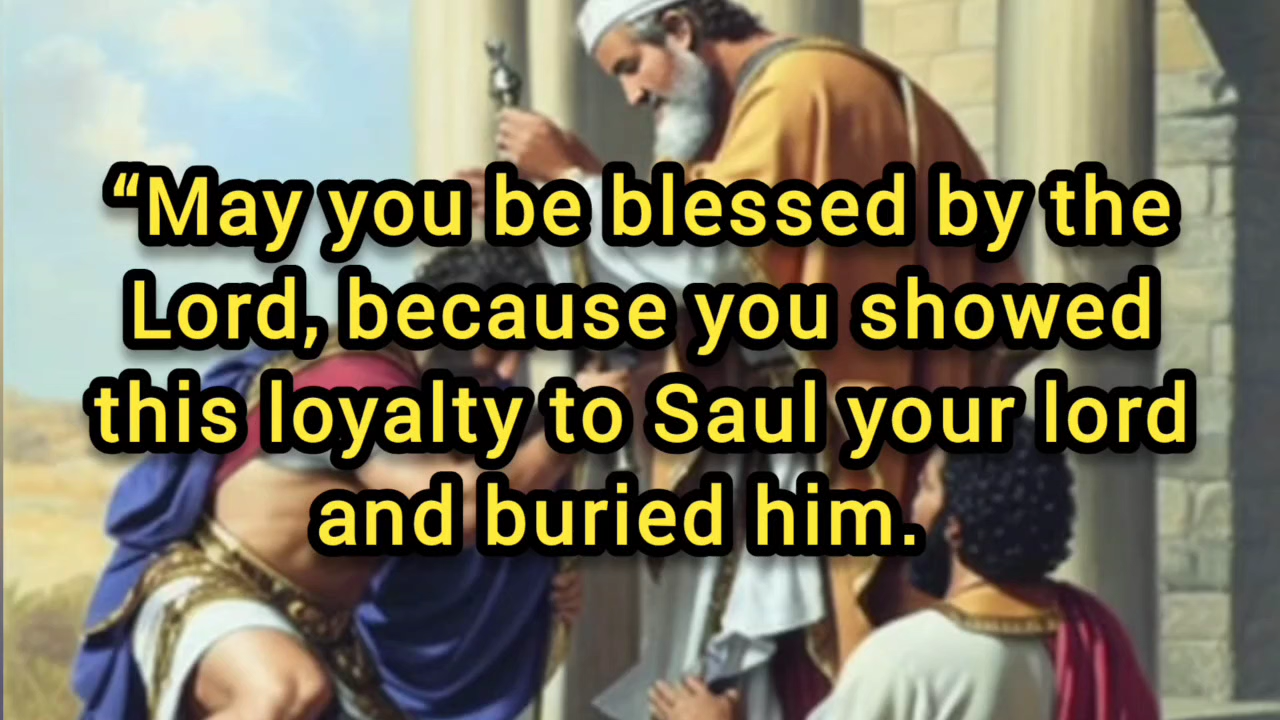 “May you be blessed by the
Lord, because you showed
this loyalty to Saul your lord
and buried him.